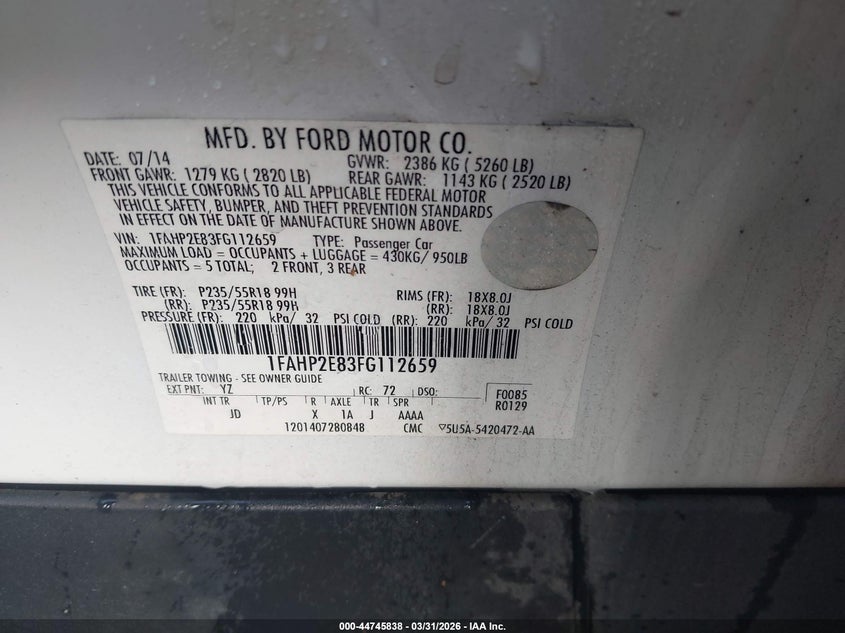 MFD. BY FORD MOTOR CO.
DATE: 07/14 GVWR: 2386 KG ( 5260 LB)
FRONT GAWR: 1279 KG ( 2820 LB) REAR GAWR: 1143 KG ( 2520 LB)
THIS VEHICLE CONFORMS TO ALL APPLICABLE FEDERAL MOTOR
VEHICLE SAFETY, BUMPER, AND THEFT PREVENTION STANDARDS
IN EFFECT ON THE DATE OF MANUFACTURE SHOWN ABOVE.
VIN: 1FAHP2E83FG112659 TYPE: Passenger Car
MAXIMUM LOAD = OCCUPANTS + LUGGAGE = 430KG/ 950LB
OCCUPANTS = 5 TOTAL; 2 FRONT, 3 REAR
TIRE (FR): P235/55R18 99H RIMS (FR): 18X8.0J
(RR): P235/55R18 99H (RR): 18X8.0J
PRESSURE (FR): 220 kPa/ 32 PSI COLD (RR): 220 kPa/ 32 PSI COLD
1FAHP2E83FG112659
TRAILER TOWING - SEE OWNER GUIDE
EXT PNT: YZ RC: 72 DSO: F0085
INT TR TP/PS R AXLE TR SPR R0129
JD X 1A J AAAA
1201407280848 CMC ▽5U5A-5420472-AA
000-44745838 - 03/31/2026 - IAA Inc.